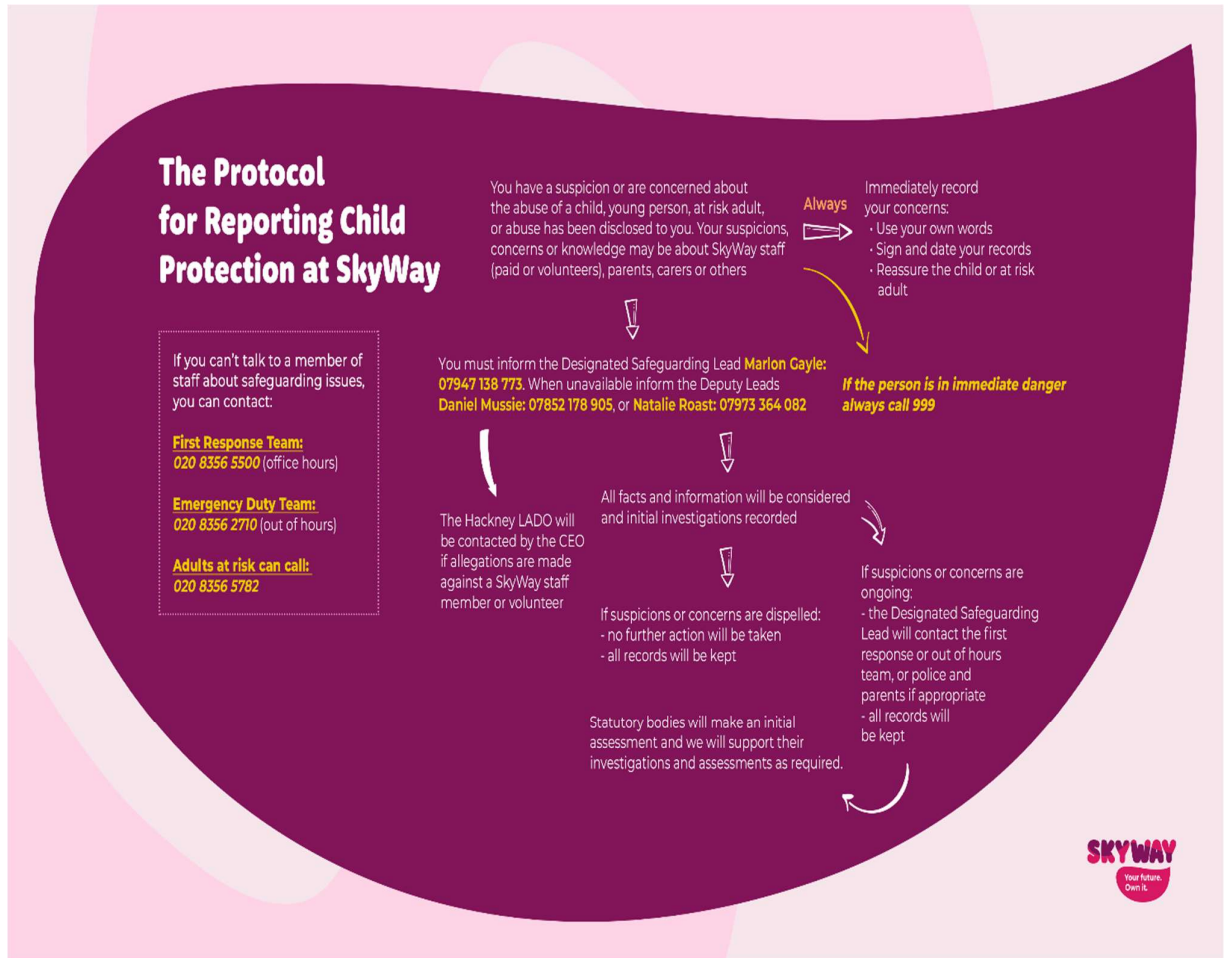 The Protocol
for Reporting Child
Protection at SkyWay
If you can't talk to a member of
staff about safeguarding issues,
you can contact:
First Response Team:
020 8356 5500 (office hours)
Emergency Duty Team:
020 8356 2710 (out of hours)
Adults at risk can call:
020 8356 5782
You have a suspicion or are concerned about
the abuse of a child, young person, at risk adult,
or abuse has been disclosed to you. Your suspicions,
concerns or knowledge may be about SkyWay staff
(paid or volunteers), parents, carers or others
Always
Immediately record
your concerns:
· Use your own words
· Sign and date your records
· Reassure the child or at risk
adult
You must inform the Designated Safeguarding Lead Marlon Gayle:
07947 138 773. When unavailable inform the Deputy Leads
Daniel Mussie: 07852 178 905, or Natalie Roast: 07973 364 082
If the person is in immediate danger
always call 999
The Hackney LADO will
be contacted by the CEO
if allegations are made
against a SkyWay staff
member or volunteer
All facts and information will be considered
and initial investigations recorded
If suspicions or concerns are dispelled:
- no further action will be taken
- all records will be kept
If suspicions or concerns are
ongoing:
- the Designated Safeguarding
Lead will contact the first
response or out of hours
team, or police and
parents if appropriate
- all records will
be kept
Statutory bodies will make an initial
assessment and we will support their
investigations and assessments as required.
SKYWAY
Your future.
Own it.